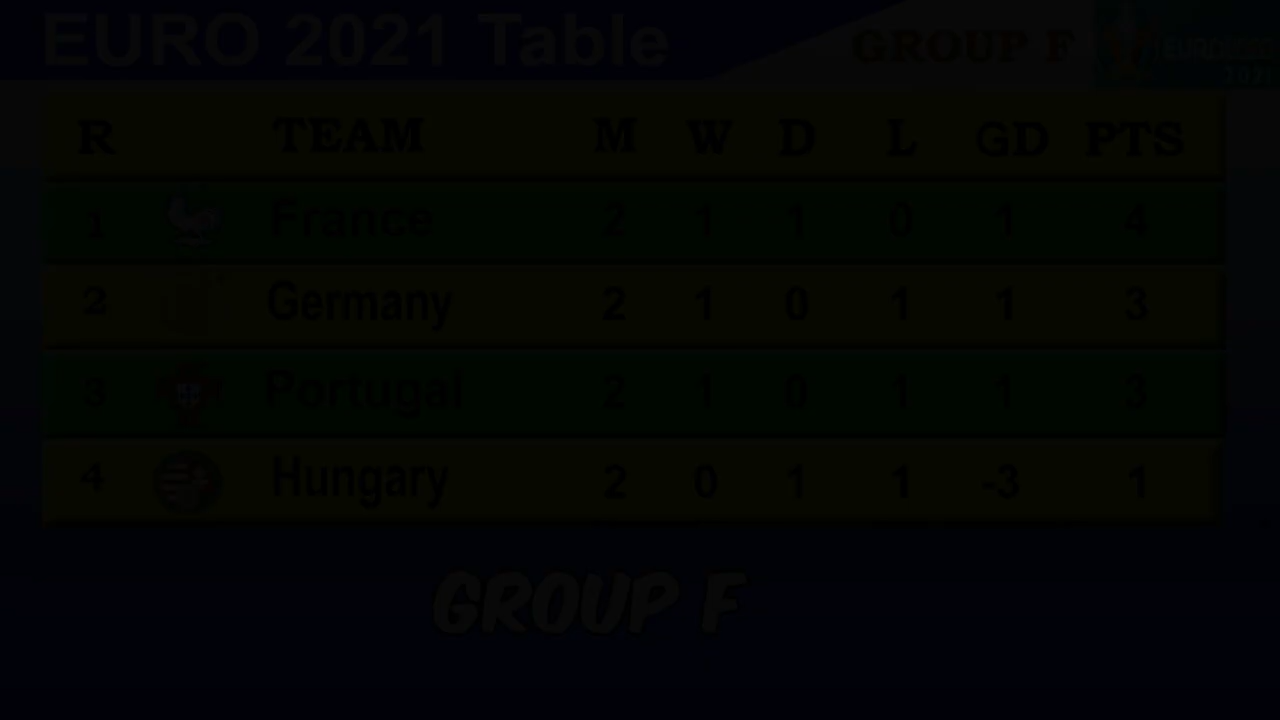 EURO 2021 Table GROUP F EURO 2021
R TEAM M W D L GD PTS
1 France 2 1 1 0 1 4
2 Germany 2 1 0 1 1 3
3 Portugal 2 1 0 1 1 3
4 Hungary 2 0 1 1 -3 1
GROUP F